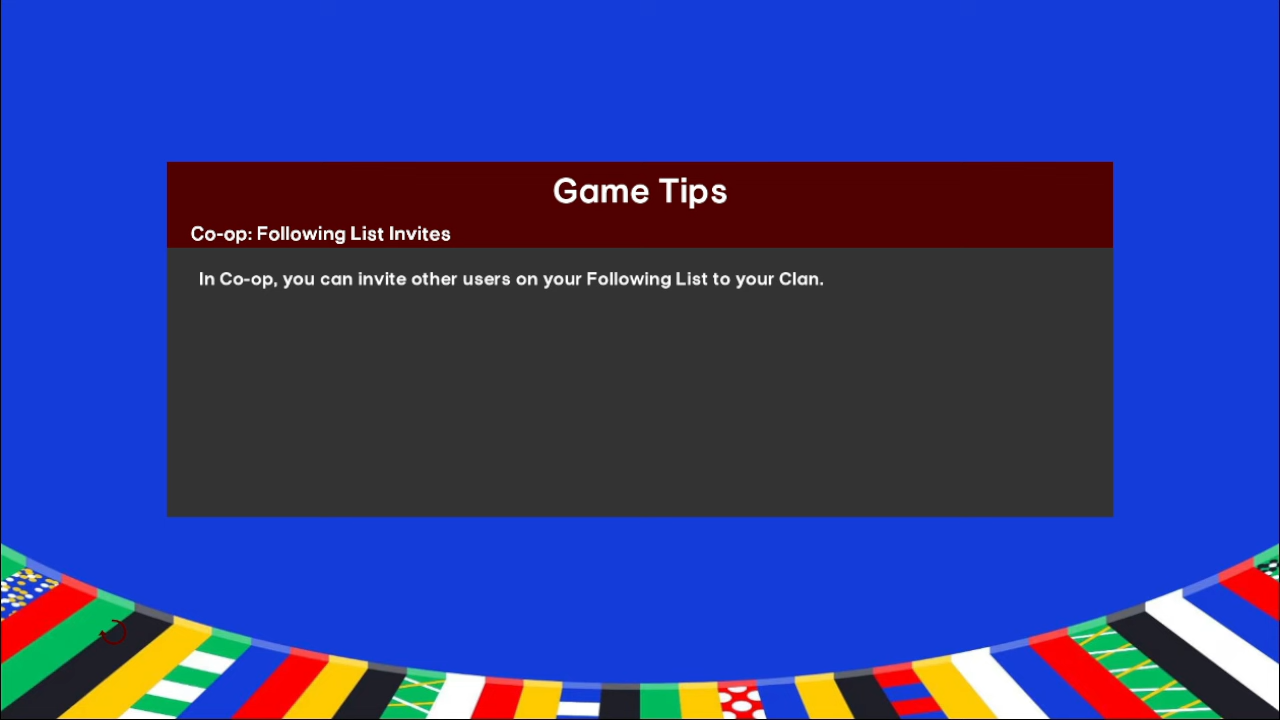 Game Tips
Co-op: Following List Invites
In Co-op, you can invite other users on your Following List to your Clan.